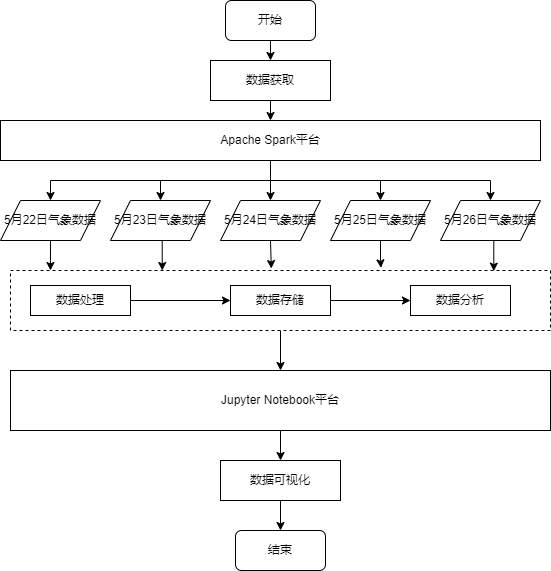 开始
数据获取
Apache Spark平台
5月22日气象数据
5月23日气象数据
5月24日气象数据
5月25日气象数据
5月26日气象数据
数据处理
数据存储
数据分析
Jupyter Notebook平台
数据可视化
结束